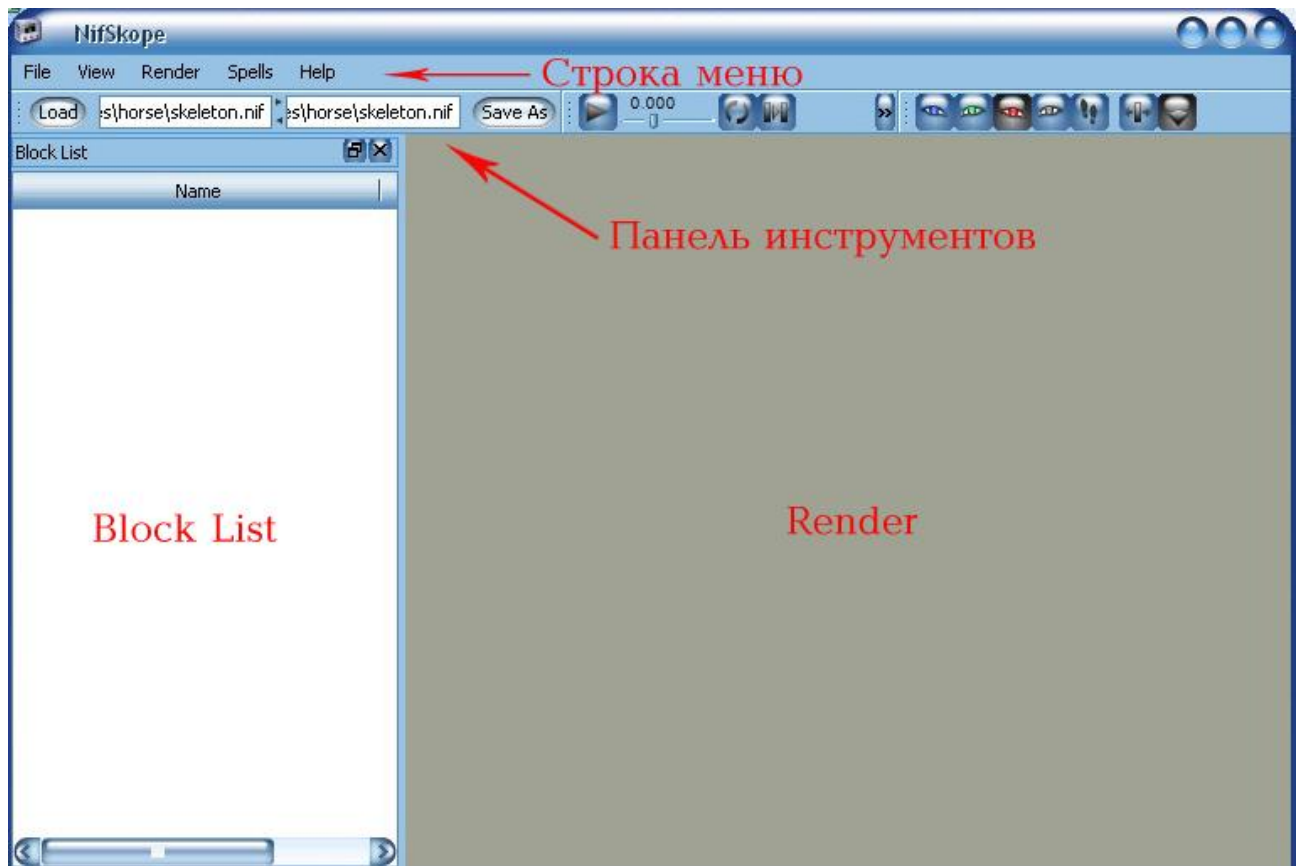 NifSkope
File View Render Spells Help
Строка меню
Load es\horse\skeleton.nif es\horse\skeleton.nif Save As 0.000 »
Block List
Name
Панель инструментов
Block List
Render